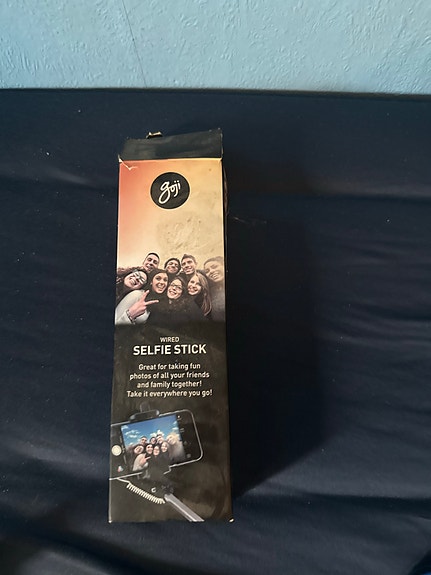 goji
WIRED
SELFIE STICK
Great for taking fun
photos of all your friends
and family together!
Take it everywhere you go!